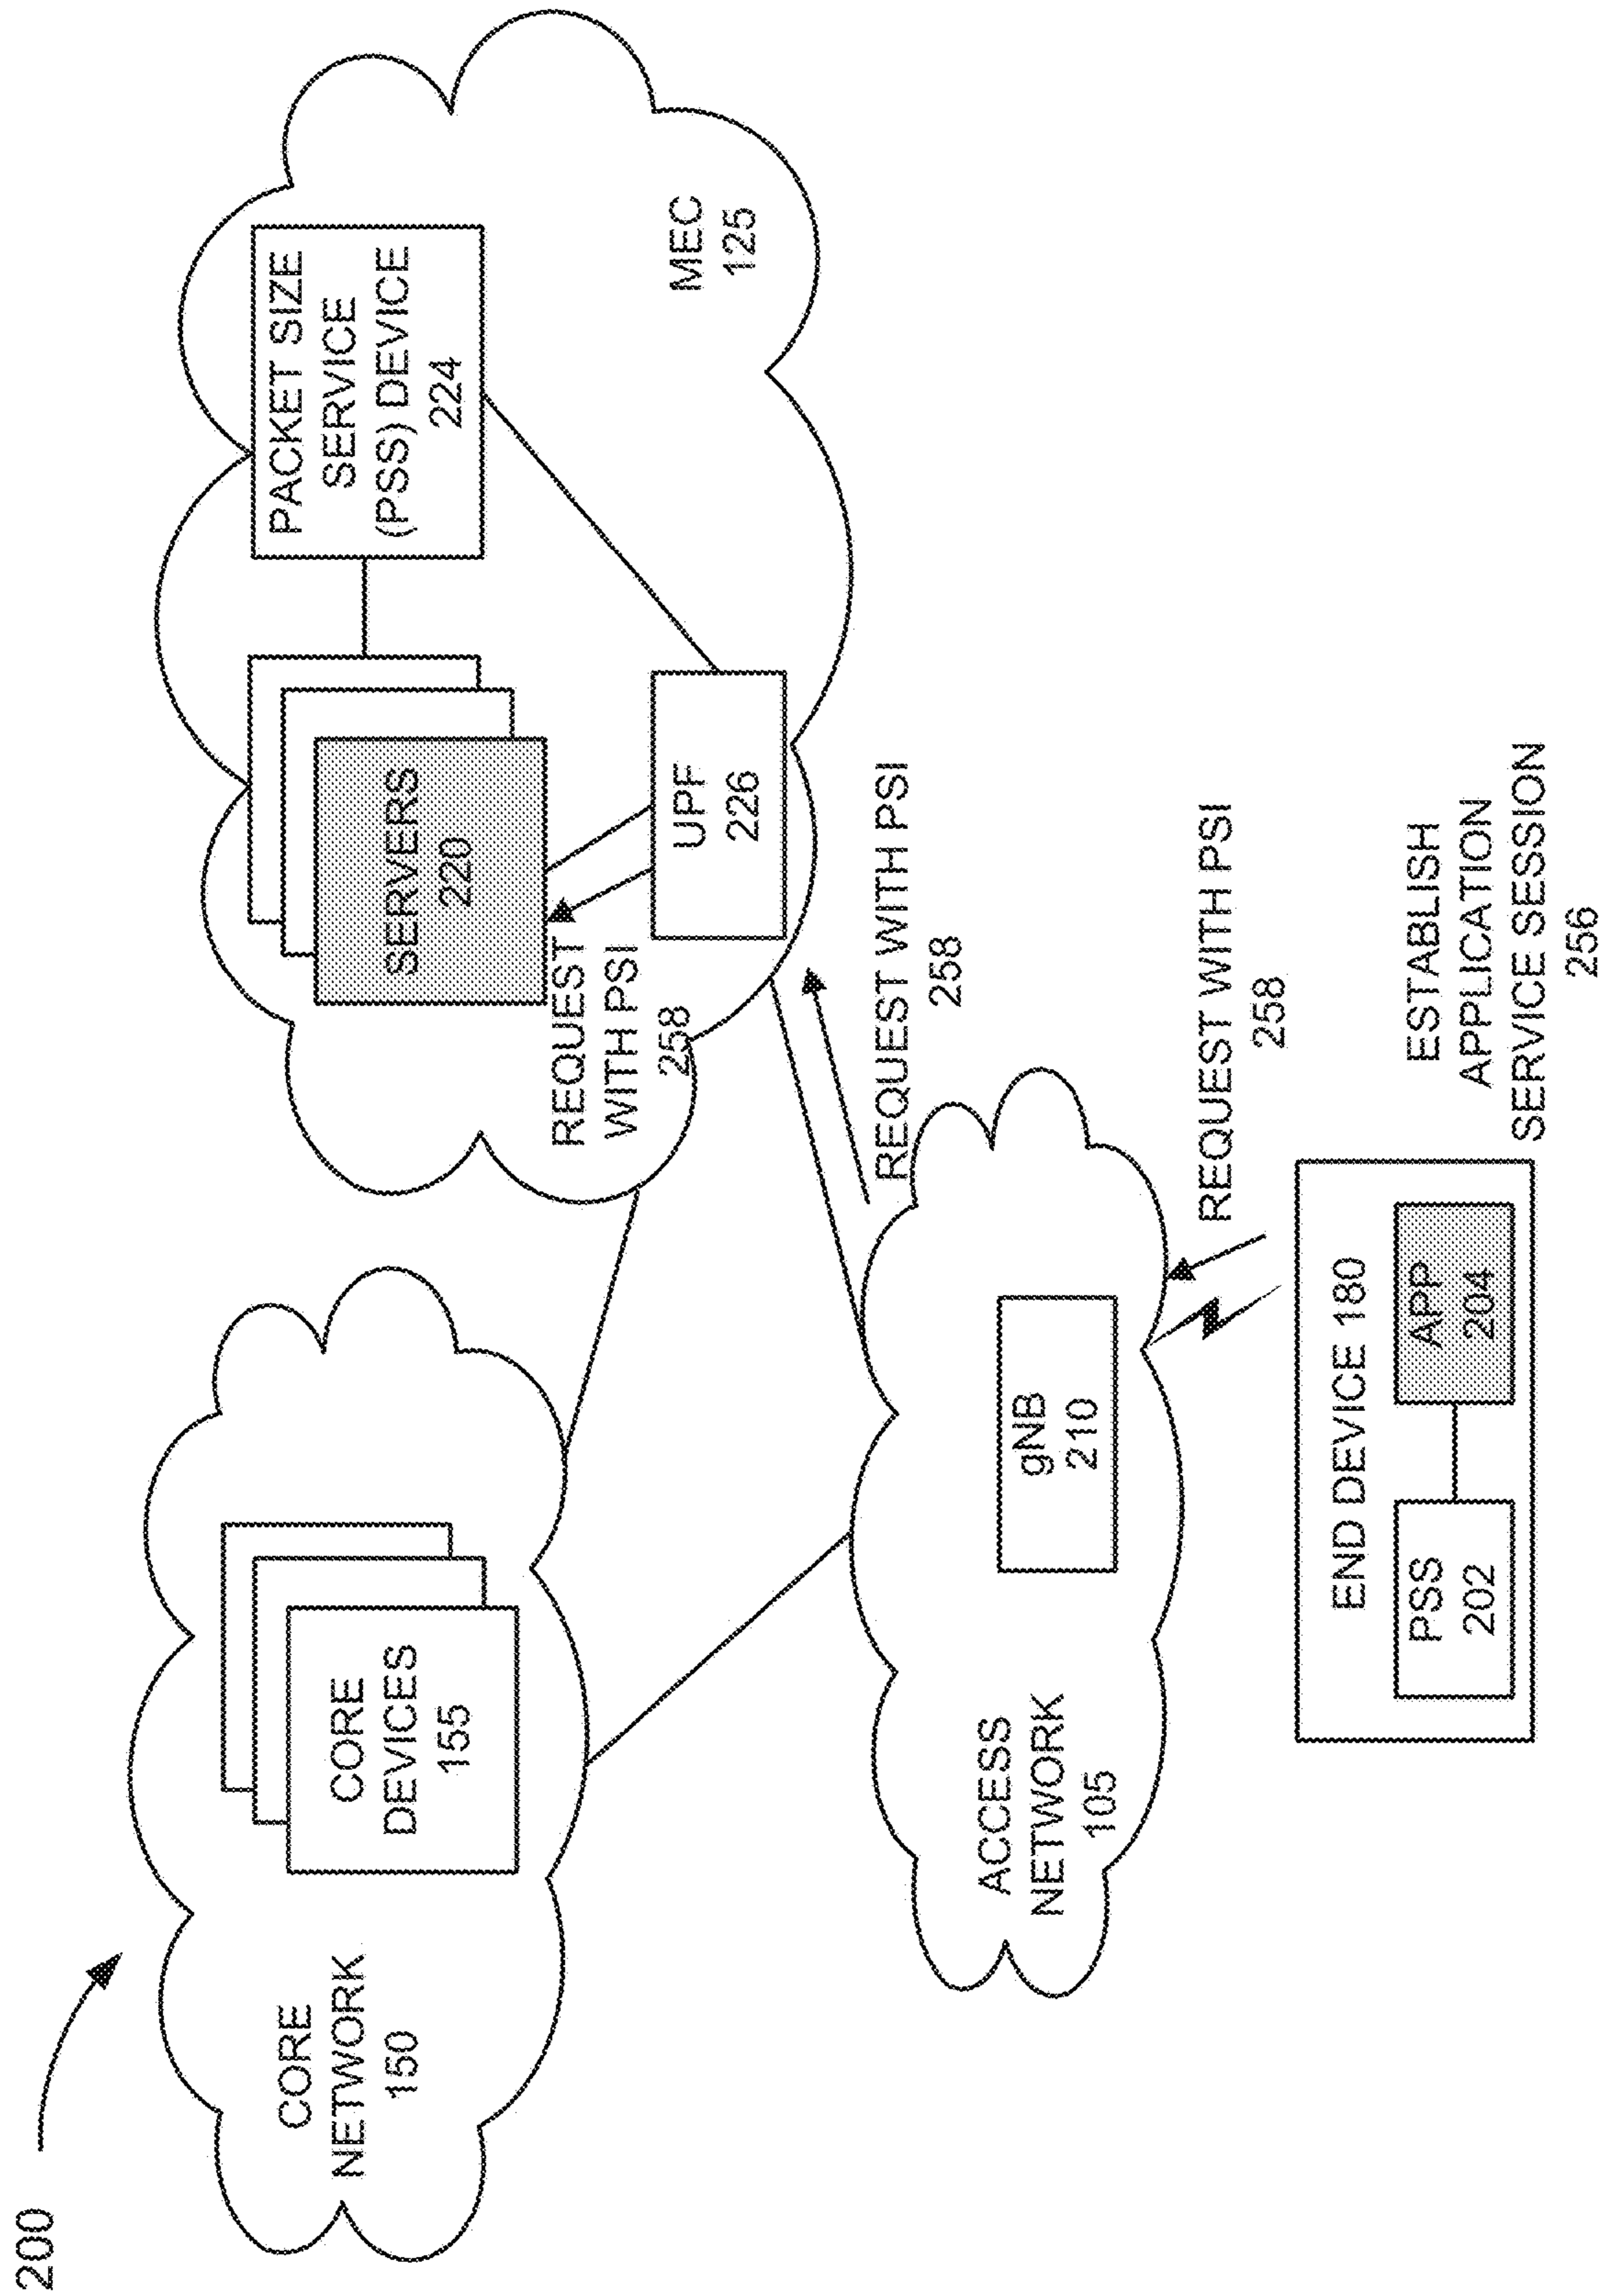 200
CORE
NETWORK
150
CORE
DEVICES
155
SERVERS
220
PACKET SIZE
SERVICE
(PSS) DEVICE
224
REQUEST
WITH PSI
258
UPF
226
MEC
125
REQUEST WITH PSI
258
ACCESS
NETWORK
105
gNB
210
REQUEST WITH PSI
258
END DEVICE 180
PSS
202
APP
204
ESTABLISH
APPLICATION
SERVICE SESSION
256